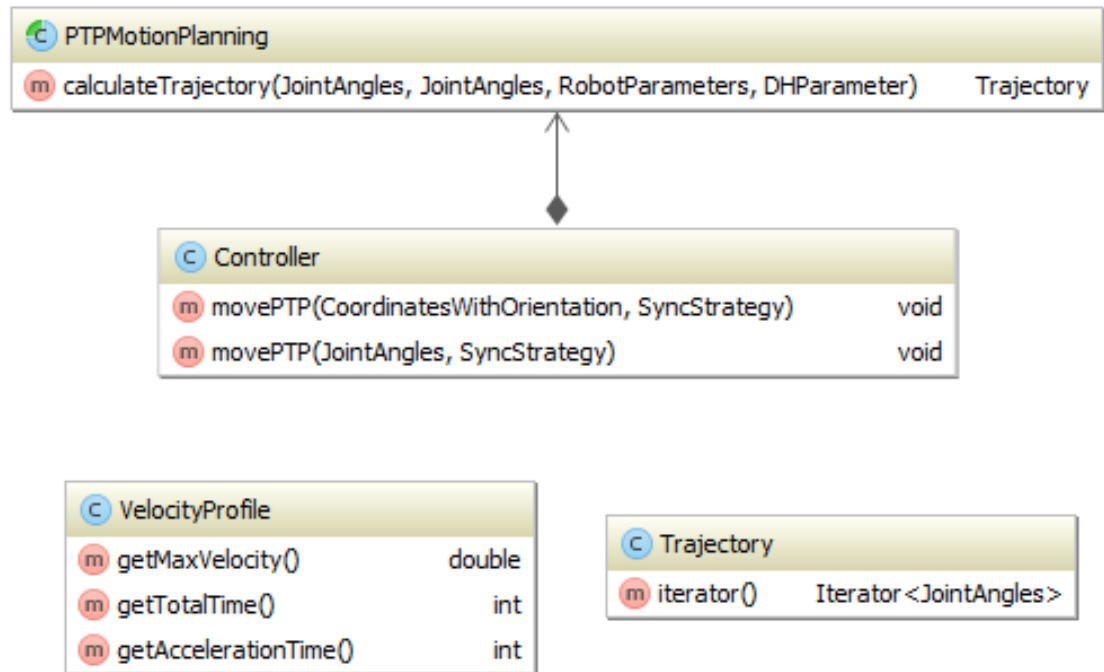 C PTPMotionPlanning
m calculateTrajectory(JointAngles, JointAngles, RobotParameters, DHParameter) Trajectory
C Controller
m movePTP(CoordinatesWithOrientation, SyncStrategy) void
m movePTP(JointAngles, SyncStrategy) void
C VelocityProfile
m getMaxVelocity() double
m getTotalTime() int
m getAccelerationTime() int
C Trajectory
m iterator() Iterator<JointAngles>